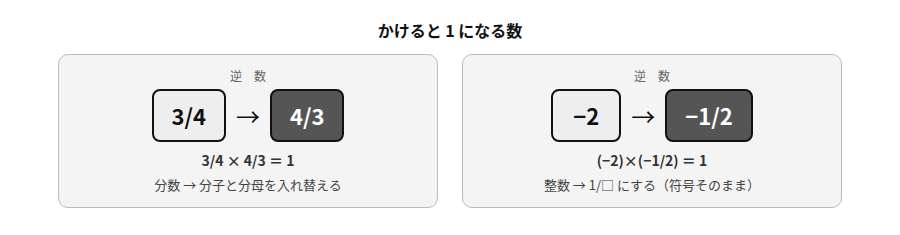 かけると 1 になる数
逆 数
3/4 → 4/3
3/4 × 4/3 = 1
分数 → 分子と分母を入れ替える
逆 数
−2 → −1/2
(−2)×(−1/2) = 1
整数 → 1/□ にする（符号そのまま）